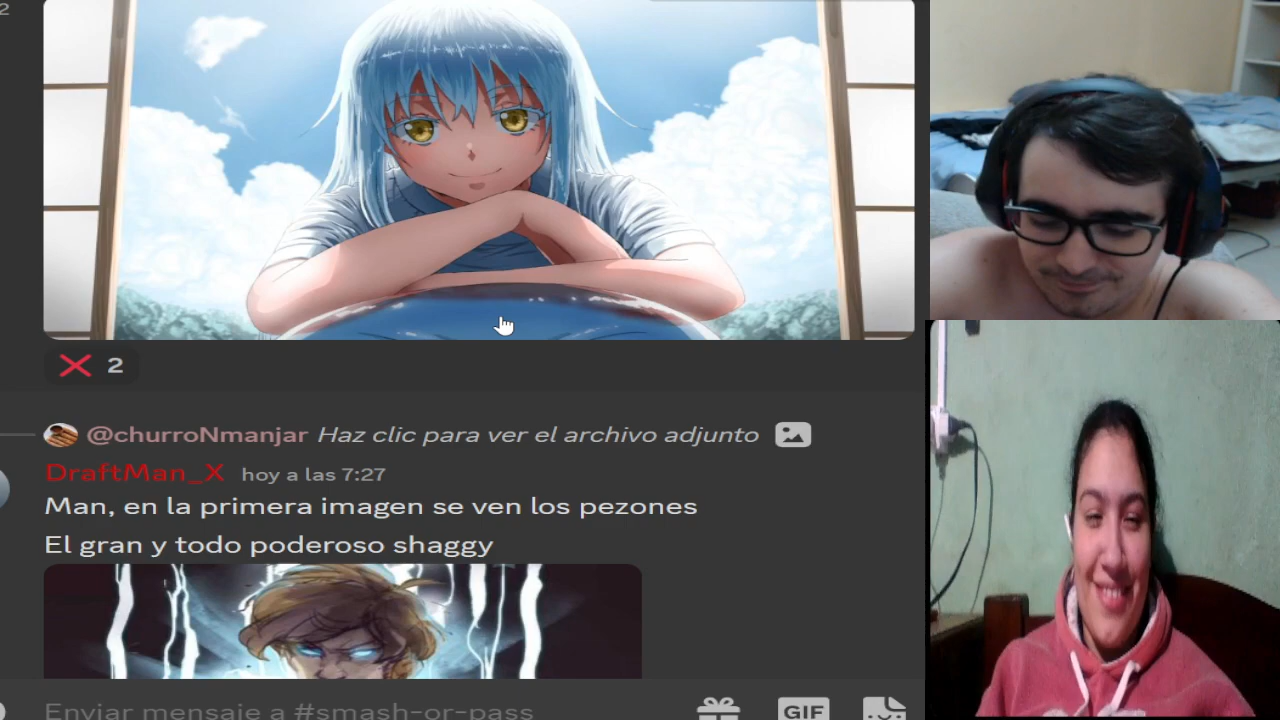 2
2
@churroNmanjar Haz clic para ver el archivo adjunto
DraftMan_X hoy a las 7:27
Man, en la primera imagen se ven los pezones
El gran y todo poderoso shaggy
Enviar mensaje a #smash-or-pass
GIF